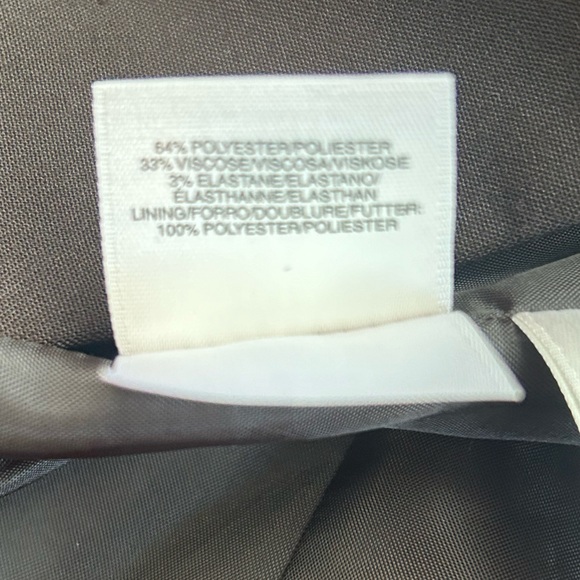 64% POLYESTER/POLIESTER
33% VISCOSE/VISCOSA/VISKOSE
3% ELASTANE/ELASTANO/
ÉLASTHANNE/ELASTHAN
LINING/FORRO/DOUBLURE/FUTTER:
100% POLYESTER/POLIESTER